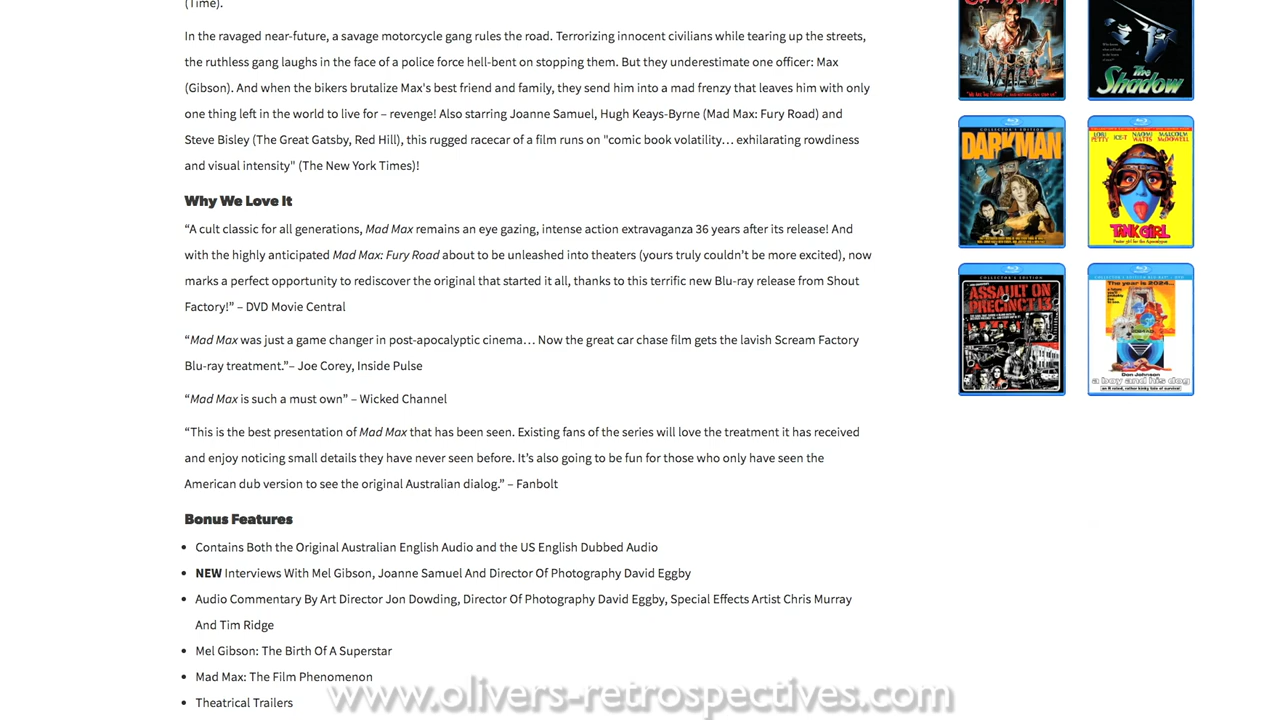 (Time).
In the ravaged near-future, a savage motorcycle gang rules the road. Terrorizing innocent civilians while tearing up the streets,
the ruthless gang laughs in the face of a police force hell-bent on stopping them. But they underestimate one officer: Max
(Gibson). And when the bikers brutalize Max's best friend and family, they send him into a mad frenzy that leaves him with only
one thing left in the world to live for – revenge! Also starring Joanne Samuel, Hugh Keays-Byrne (Mad Max: Fury Road) and
Steve Bisley (The Great Gatsby, Red Hill), this rugged racecar of a film runs on "comic book volatility… exhilarating rowdiness
and visual intensity" (The New York Times)!
Why We Love It
“A cult classic for all generations, Mad Max remains an eye gazing, intense action extravaganza 36 years after its release! And
with the highly anticipated Mad Max: Fury Road about to be unleashed into theaters (yours truly couldn’t be more excited), now
marks a perfect opportunity to rediscover the original that started it all, thanks to this terrific new Blu-ray release from Shout
Factory!” – DVD Movie Central
“Mad Max was just a game changer in post-apocalyptic cinema… Now the great car chase film gets the lavish Scream Factory
Blu-ray treatment.”– Joe Corey, Inside Pulse
“Mad Max is such a must own” – Wicked Channel
“This is the best presentation of Mad Max that has been seen. Existing fans of the series will love the treatment it has received
and enjoy noticing small details they have never seen before. It’s also going to be fun for those who only have seen the
American dub version to see the original Australian dialog.” – Fanbolt
Bonus Features
Contains Both the Original Australian English Audio and the US English Dubbed Audio
NEW Interviews With Mel Gibson, Joanne Samuel And Director Of Photography David Eggby
Audio Commentary By Art Director Jon Dowding, Director Of Photography David Eggby, Special Effects Artist Chris Murray
And Tim Ridge
Mel Gibson: The Birth Of A Superstar
Mad Max: The Film Phenomenon
Theatrical Trailers
The
Shadow
COLLECTOR'S EDITION
DARKMAN
LORI PETTY ICE-T NAOMI WATTS MALCOLM McDOWELL
TANK GIRL
COLLECTOR'S EDITION
ASSAULT ON
PRECINCT 13
The year is 2024...
Don Johnson
a boy and his dog
www.olivers-retrospectives.com